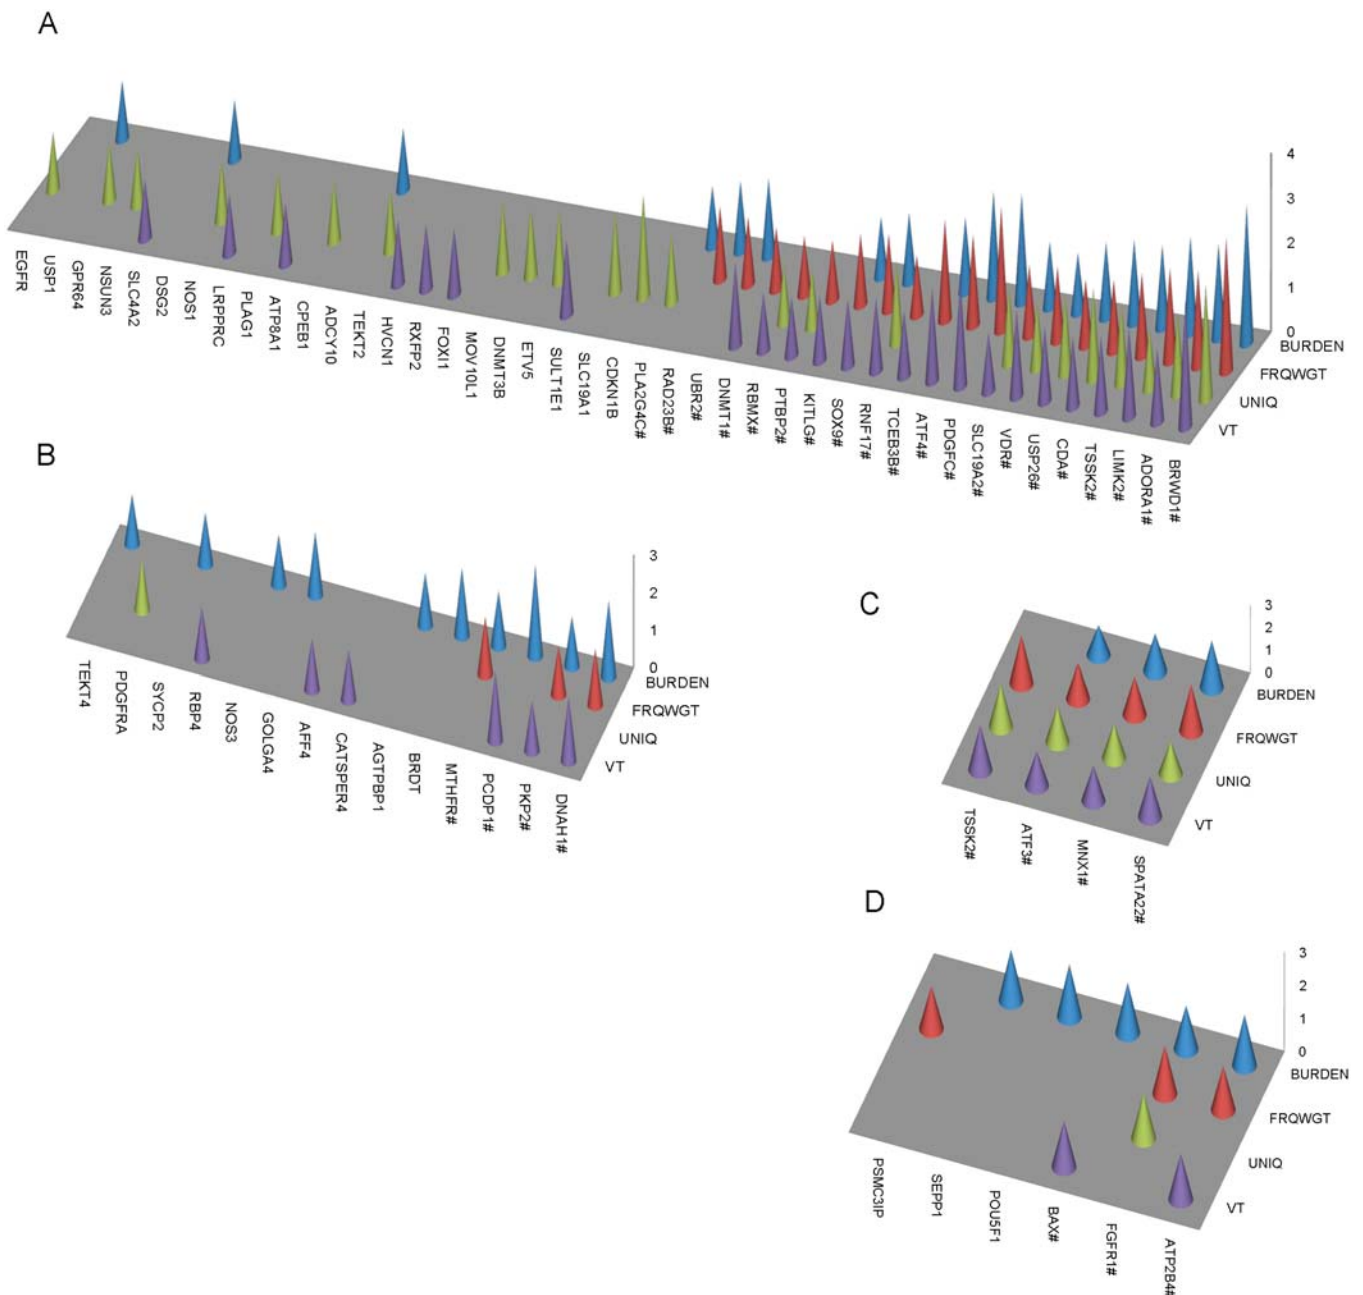 A
4
3
2
1
0
BURDEN
FRQWGT
UNIQ
VT
EGFR
USP1
GPR64
NSUN3
SLC4A2
DSG2
NOS1
LRPPRC
PLAG1
ATP8A1
CPEB1
ADCY10
TEKT2
HVCN1
RXFP2
FOXI1
MOV10L1
DNMT3B
ETV5
SULT1E1
SLC19A1
CDKN1B
PLA2G4C#
RAD23B#
UBR2#
DNMT1#
RBMX#
PTBP2#
KITLG#
SOX9#
RNF17#
TCEB3B#
ATF4#
PDGFC#
SLC19A2#
VDR#
USP26#
CDA#
TSSK2#
LIMK2#
ADORA1#
BRWD1#
B
3
2
1
0
BURDEN
FRQWGT
UNIQ
VT
TEKT4
PDGFRA
SYCP2
RBP4
NOS3
GOLGA4
AFF4
CATSPER4
AGTPBP1
BRDT
MTHFR#
PCDP1#
PKP2#
DNAH1#
C
3
2
1
0
BURDEN
FRQWGT
UNIQ
VT
TSSK2#
ATF3#
MNX1#
SPATA22#
D
3
2
1
0
BURDEN
FRQWGT
UNIQ
VT
PSMC3IP
SEPP1
POU5F1
BAX#
FGFR1#
ATP2B4#